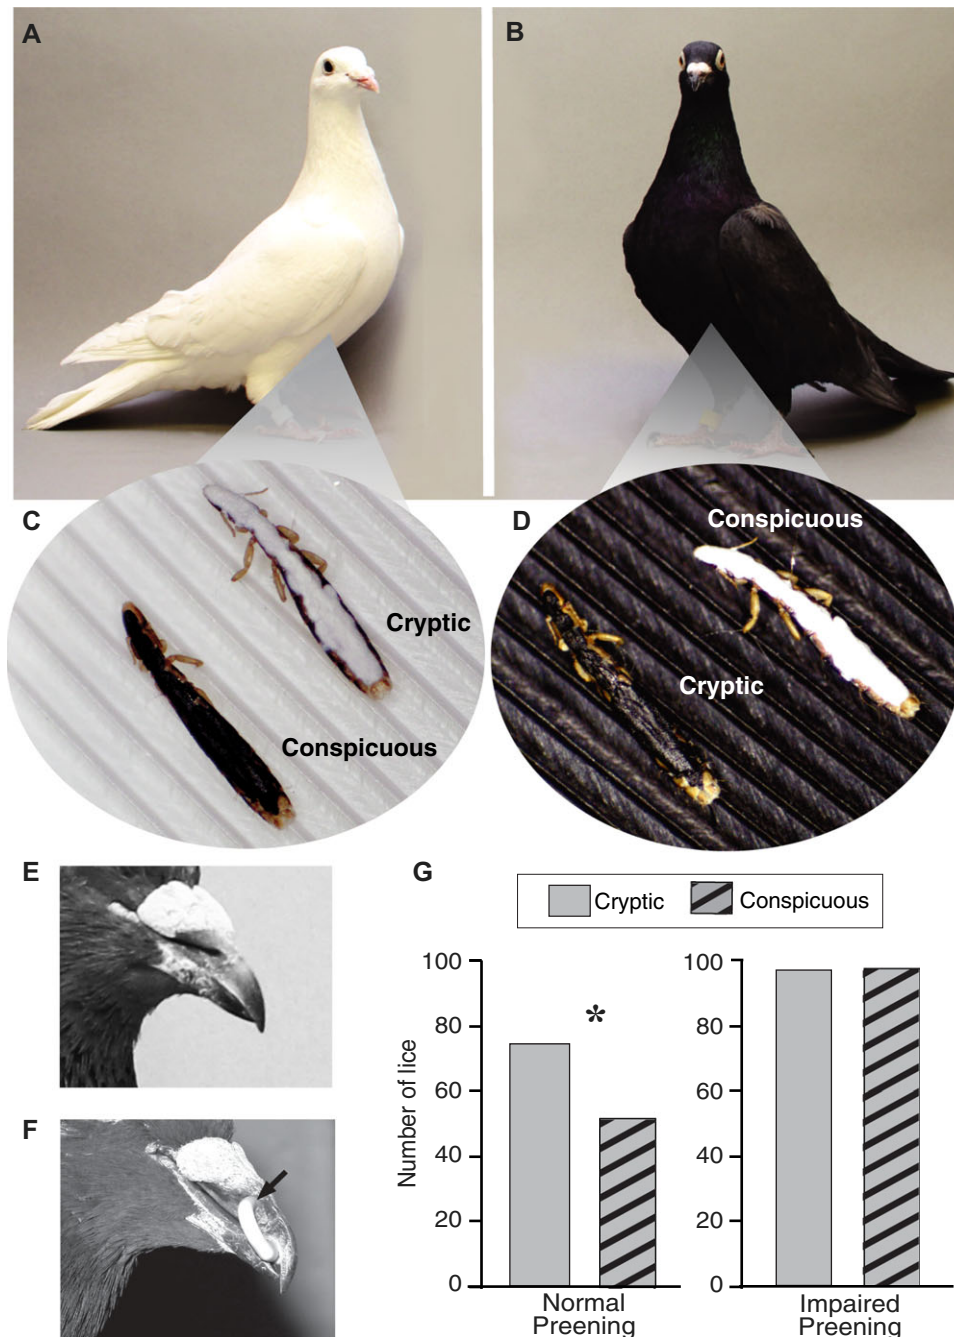 A
B
C
D
Conspicuous
Cryptic
Cryptic
Conspicuous
E
G
Cryptic
Conspicuous
100
80
60
40
20
0
100
80
60
40
20
0
*
Number of lice
F
Normal
Preening
Impaired
Preening